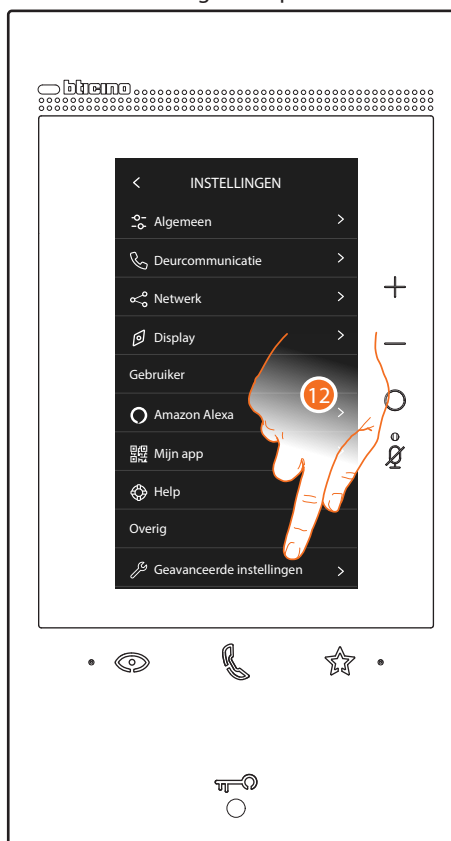 bticino
INSTELLINGEN
Algemeen
Deurcommunicatie
Netwerk
Display
Gebruiker
12
Amazon Alexa
Mijn app
Help
Overig
Geavanceerde instellingen